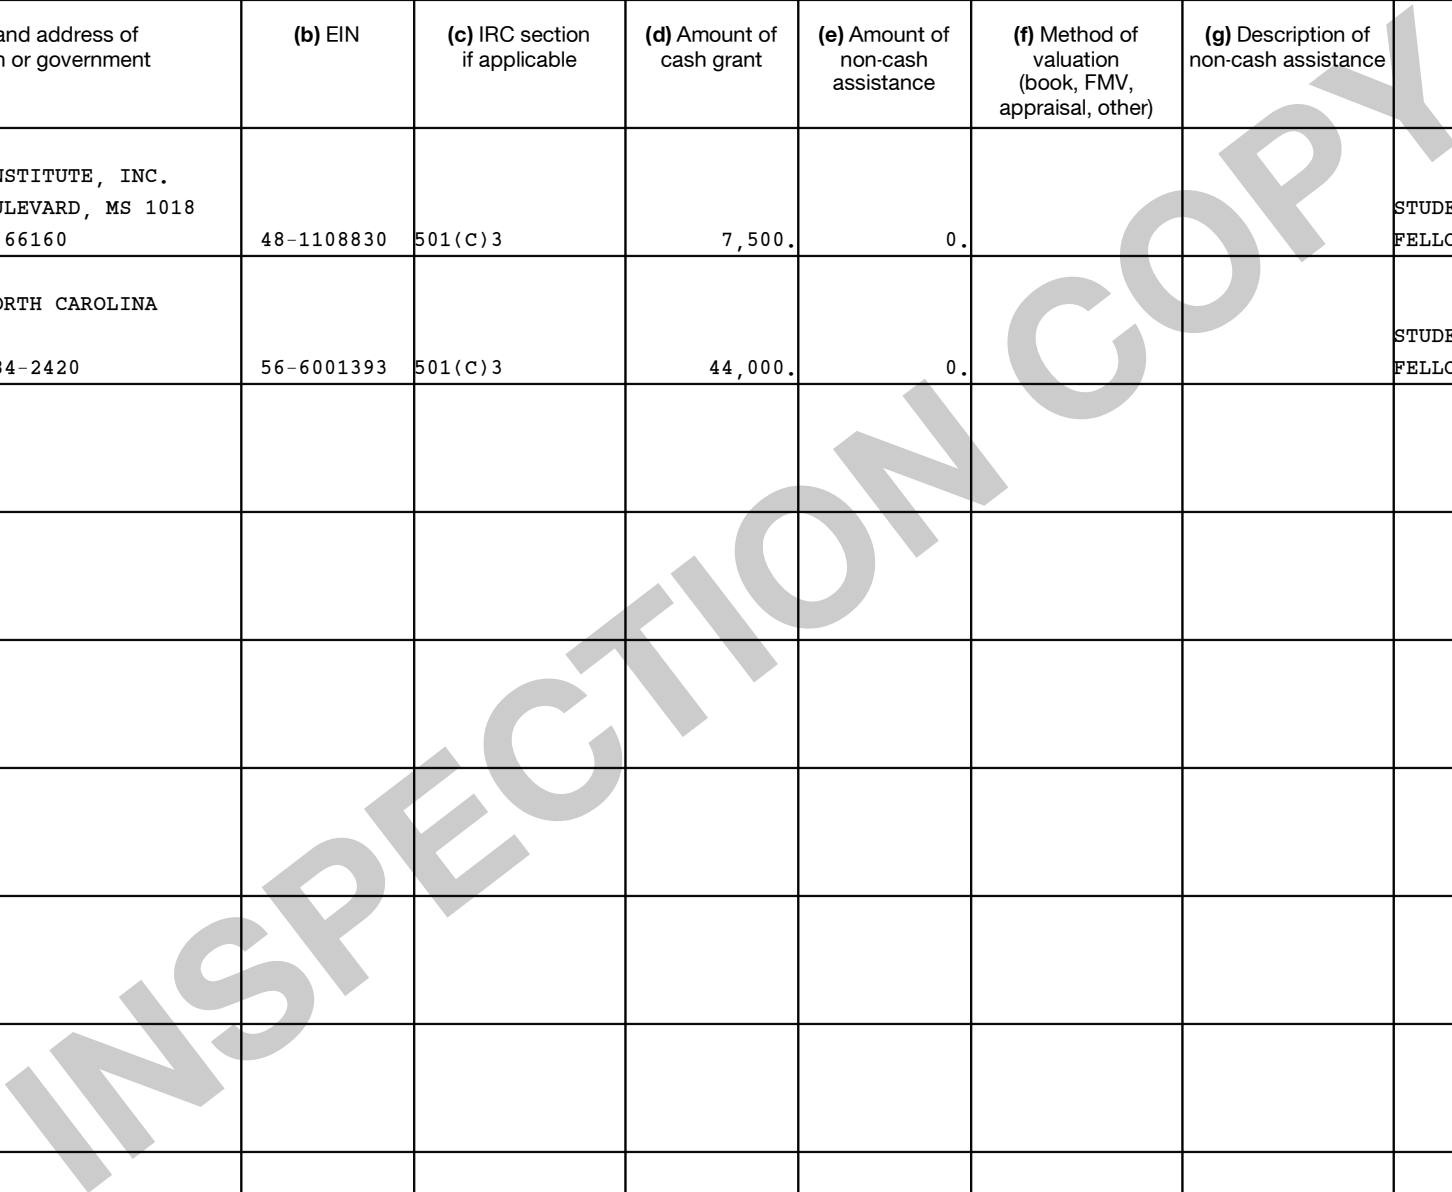 and address of
n or government
(b) EIN
(c) IRC section
if applicable
(d) Amount of
cash grant
(e) Amount of
non-cash
assistance
(f) Method of
valuation
(book, FMV,
appraisal, other)
(g) Description of
non-cash assistance
NSTITUTE, INC.
ULEVARD, MS 1018
66160
48-1108830
501(C)3
7,500.
0.
STUDE
FELLO
ORTH CAROLINA
34-2420
56-6001393
501(C)3
44,000.
0.
STUDE
FELLO
INSPECTION COPY